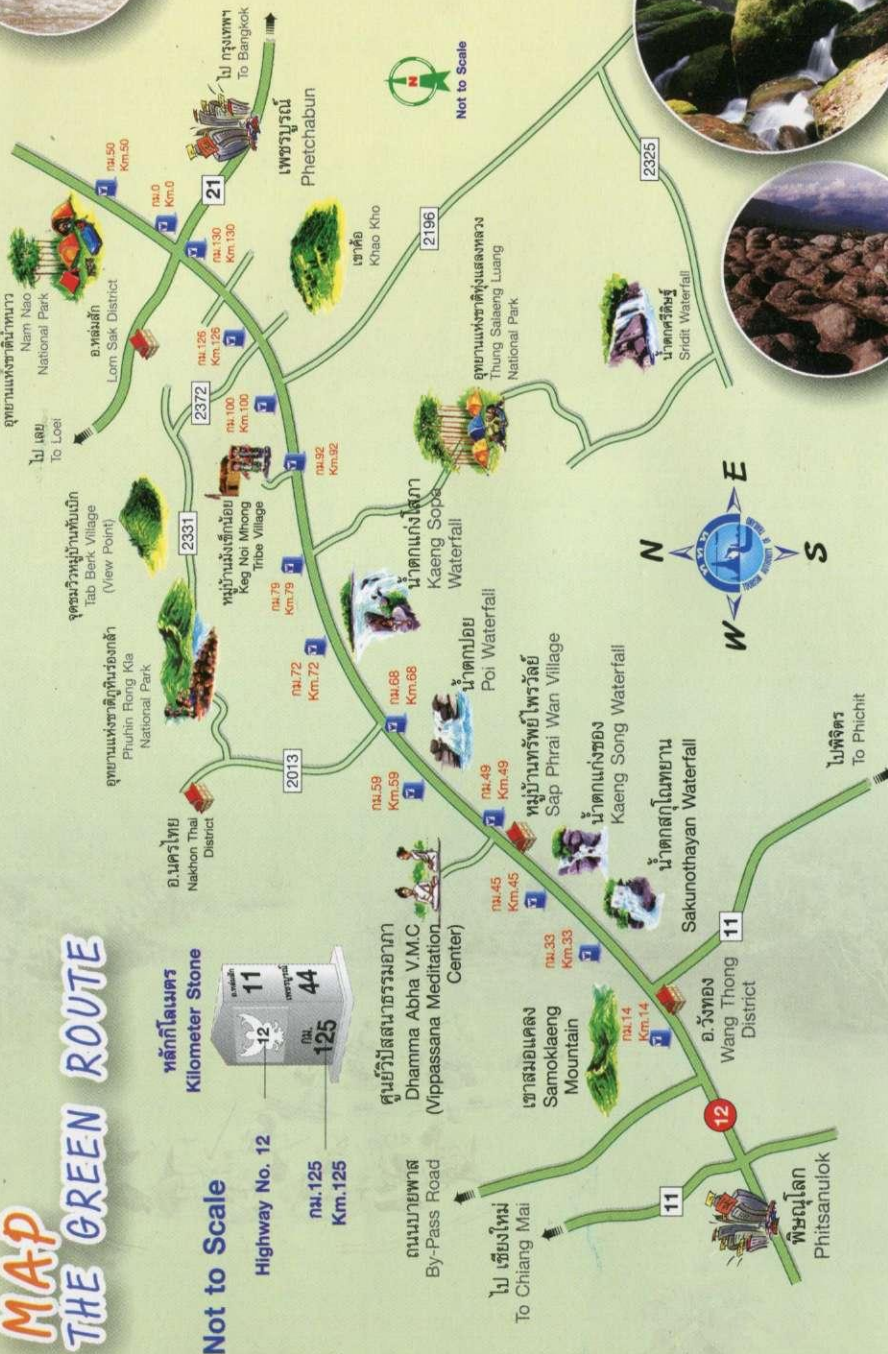 MAP
THE GREEN ROUTE
Not to Scale
หลักกิโลเมตร
Kilometer Stone
อ.หล่มสัก
11
12
เพชรบูรณ์
44
กม.
125
Highway No. 12
กม.125
Km.125
ถนนบายพาส
By-Pass Road
ไป เชียงใหม่
To Chiang Mai
11
12
พิษณุโลก
Phitsanulok
ศูนย์วิปัสสนาธรรมอาภา
Dhamma Abha V.M.C
(Vippassana Meditation
Center)
เขาสมอแคลง
Samoklaeng
Mountain
กม.14
Km.14
อ.วังทอง
Wang Thong
District
11
ไปพิจิตร
To Phichit
กม.33
Km.33
น้ำตกสกุโณทยาน
Sakunothayan Waterfall
กม.45
Km.45
น้ำตกแก่งซอง
Kaeng Song Waterfall
กม.49
Km.49
หมู่บ้านทรัพย์ไพรวัลย์
Sap Phrai Wan Village
กม.59
Km.59
น้ำตกปอย
Poi Waterfall
กม.68
Km.68
2013
อ.นครไทย
Nakhon Thai
District
อุทยานแห่งชาติภูหินร่องกล้า
Phuhin Rong Kla
National Park
กม.72
Km.72
น้ำตกแก่งโสภา
Kaeng Sopa
Waterfall
กม.79
Km.79
จุดชมวิวหมู่บ้านทับเบิก
Tab Berk Village
(View Point)
2331
หมู่บ้านม้งเข็กน้อย
Keg Noi Mhong
Tribe Village
กม.92
Km.92
กม.100
Km.100
2372
อุทยานแห่งชาติทุ่งแสลงหลวง
Thung Salaeng Luang
National Park
น้ำตกศรีดิษฐ์
Sridit Waterfall
2196
2325
กม.126
Km.126
เขาค้อ
Khao Kho
กม.130
Km.130
กม.0
Km.0
กม.50
Km.50
ไป เลย
To Loei
อ.หล่มสัก
Lom Sak District
อุทยานแห่งชาติน้ำหนาว
Nam Nao
National Park
21
เพชรบูรณ์
Phetchabun
ไป กรุงเทพฯ
To Bangkok
N
Not to Scale
N
W
E
S